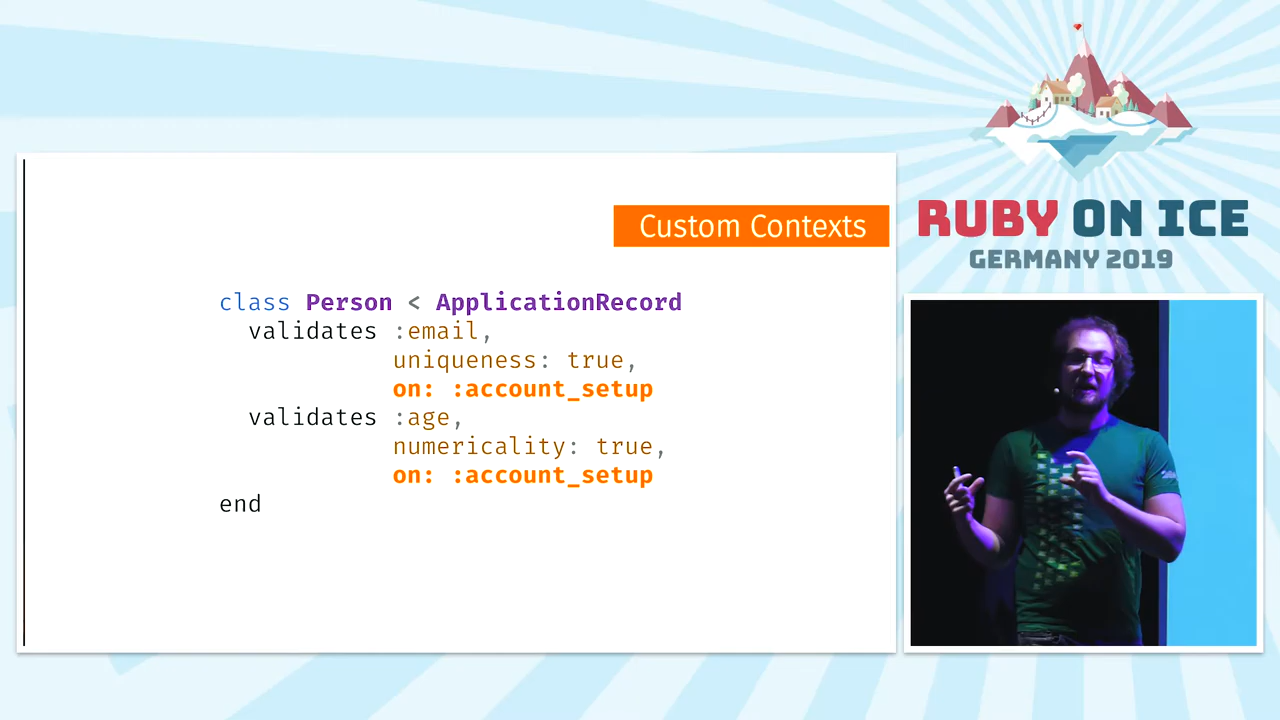 Custom Contexts
class Person < ApplicationRecord
  validates :email,
            uniqueness: true,
            on: :account_setup
  validates :age,
            numericality: true,
            on: :account_setup
end
RUBY ON ICE
GERMANY 2019